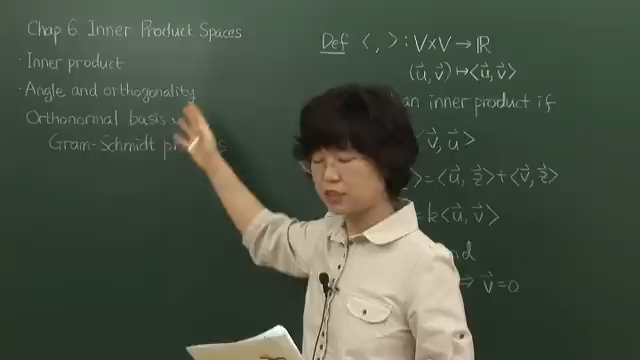 Chap 6 Inner Product Spaces
· Inner product
· Angle and orthogonality
Orthonormal basis
Gram-Schmidt
Def < , > : V×V → ℝ
(u⃗, v⃗) ↦ <u⃗, v⃗>
an inner product if
v⃗, u⃗ >
> = <u⃗, z⃗> + <v⃗, z⃗>
= k<u⃗, v⃗>
nd
v⃗ = 0